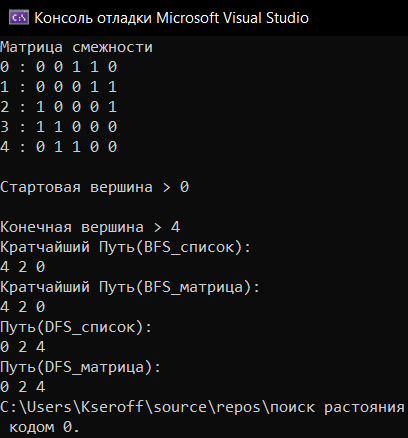 Консоль отладки Microsoft Visual Studio
Матрица смежности
0 : 0 0 1 1 0
1 : 0 0 0 1 1
2 : 1 0 0 0 1
3 : 1 1 0 0 0
4 : 0 1 1 0 0
Стартовая вершина > 0
Конечная вершина > 4
Кратчайший Путь(BFS_список):
4 2 0
Кратчайший Путь(BFS_матрица):
4 2 0
Путь(DFS_список):
0 2 4
Путь(DFS_матрица):
0 2 4
C:\Users\Kseroff\source\repos\поиск растояния
кодом 0.